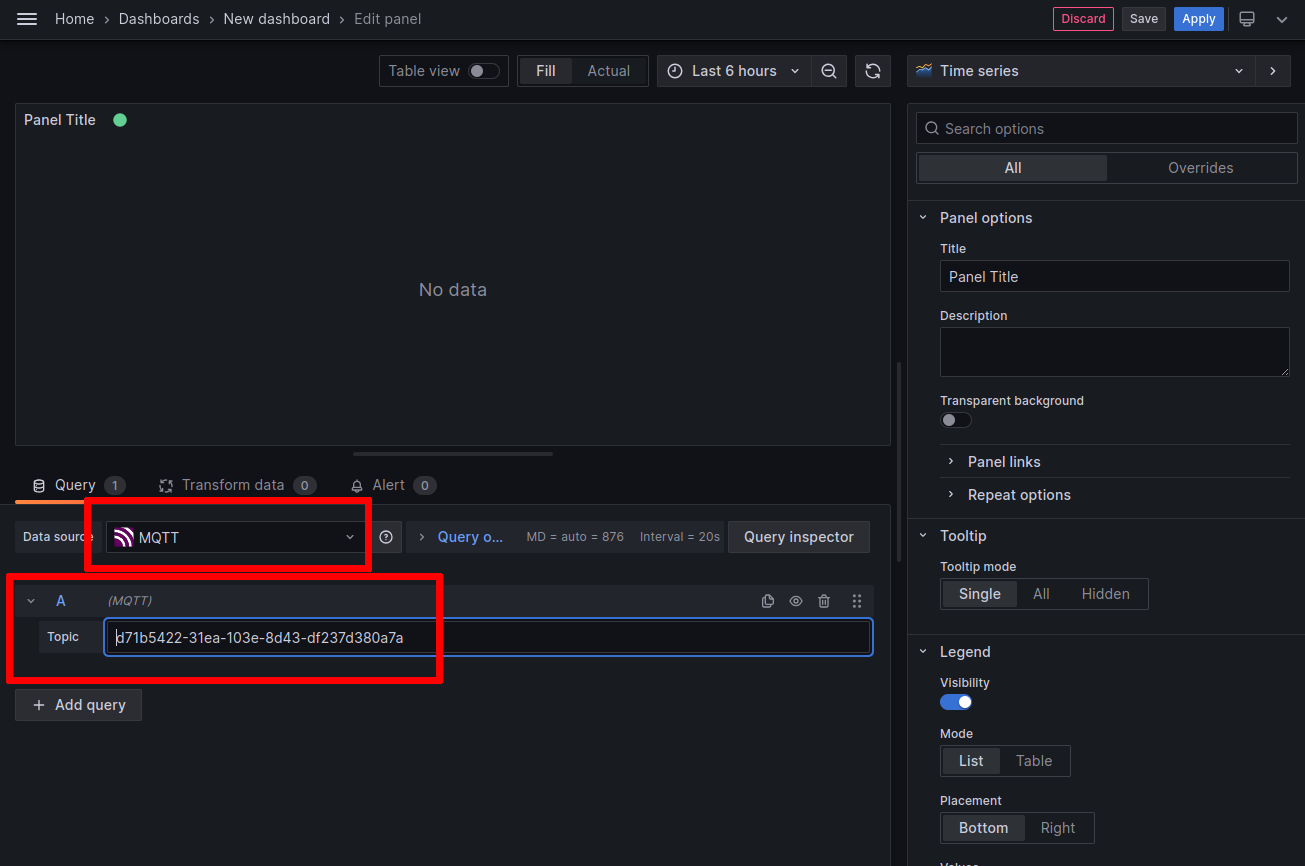 Home › Dashboards › New dashboard › Edit panel
Discard
Save
Apply
Table view
Fill
Actual
Last 6 hours
Time series
Panel Title
No data
Search options
All
Overrides
Panel options
Title
Panel Title
Description
Transparent background
Panel links
Repeat options
Tooltip
Tooltip mode
Single
All
Hidden
Legend
Visibility
Mode
List
Table
Placement
Bottom
Right
Values
Query 1
Transform data 0
Alert 0
Data source
MQTT
Query o...
MD = auto = 876
Interval = 20s
Query inspector
A
(MQTT)
Topic
d71b5422-31ea-103e-8d43-df237d380a7a
+ Add query